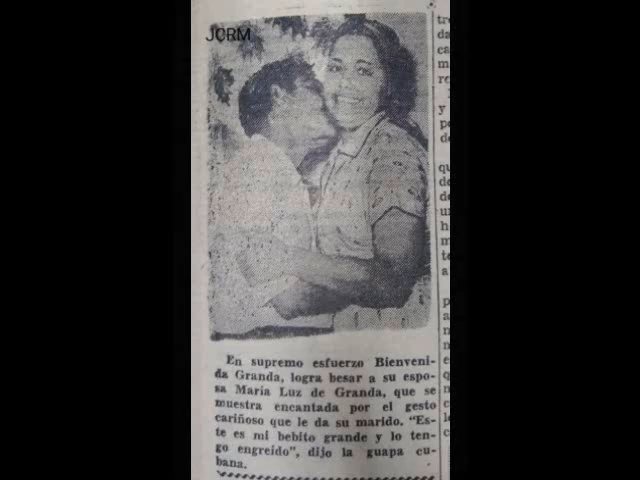 JCRM
En supremo esfuerzo Bienveni-
da Granda, logra besar a su espo-
sa María Luz de Granda, que se
muestra encantada por el gesto
cariñoso que le da su marido. "Es-
te es mi bebito grande y lo ten-
go engreído", dijo la guapa cu-
bana.